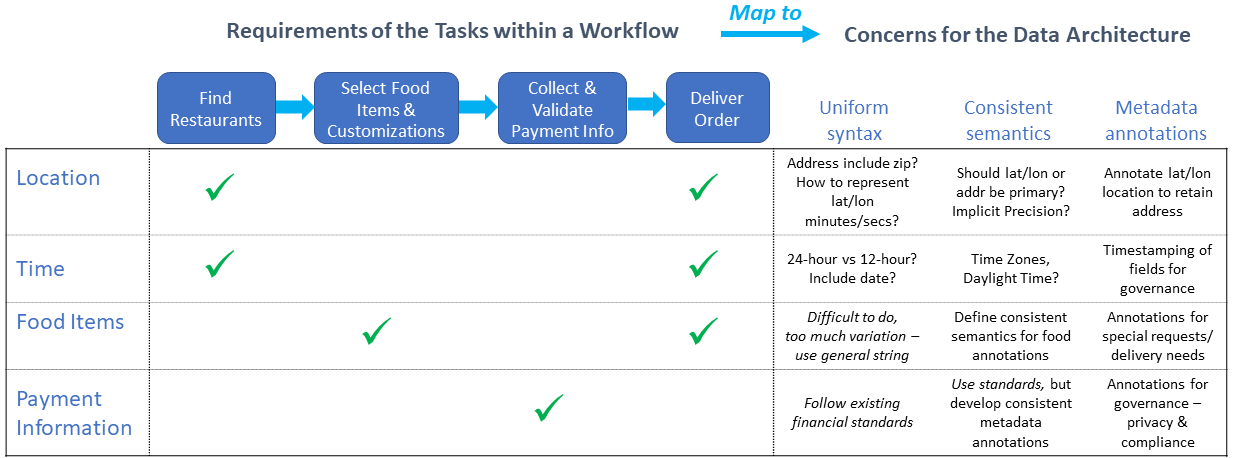 Requirements of the Tasks within a Workflow
Map to
Concerns for the Data Architecture
Find
Restaurants
Select Food
Items &
Customizations
Collect &
Validate
Payment Info
Deliver
Order
Uniform
syntax
Consistent
semantics
Metadata
annotations
Location
Address include zip?
How to represent
lat/lon
minutes/secs?
Should lat/lon or
addr be primary?
Implicit Precision?
Annotate lat/lon
location to retain
address
Time
24-hour vs 12-hour?
Include date?
Time Zones,
Daylight Time?
Timestamping of
fields for
governance
Food Items
Difficult to do,
too much variation –
use general string
Define consistent
semantics for food
annotations
Annotations for
special requests/
delivery needs
Payment
Information
Follow existing
financial standards
Use standards, but
develop consistent
metadata
annotations
Annotations for
governance –
privacy &
compliance